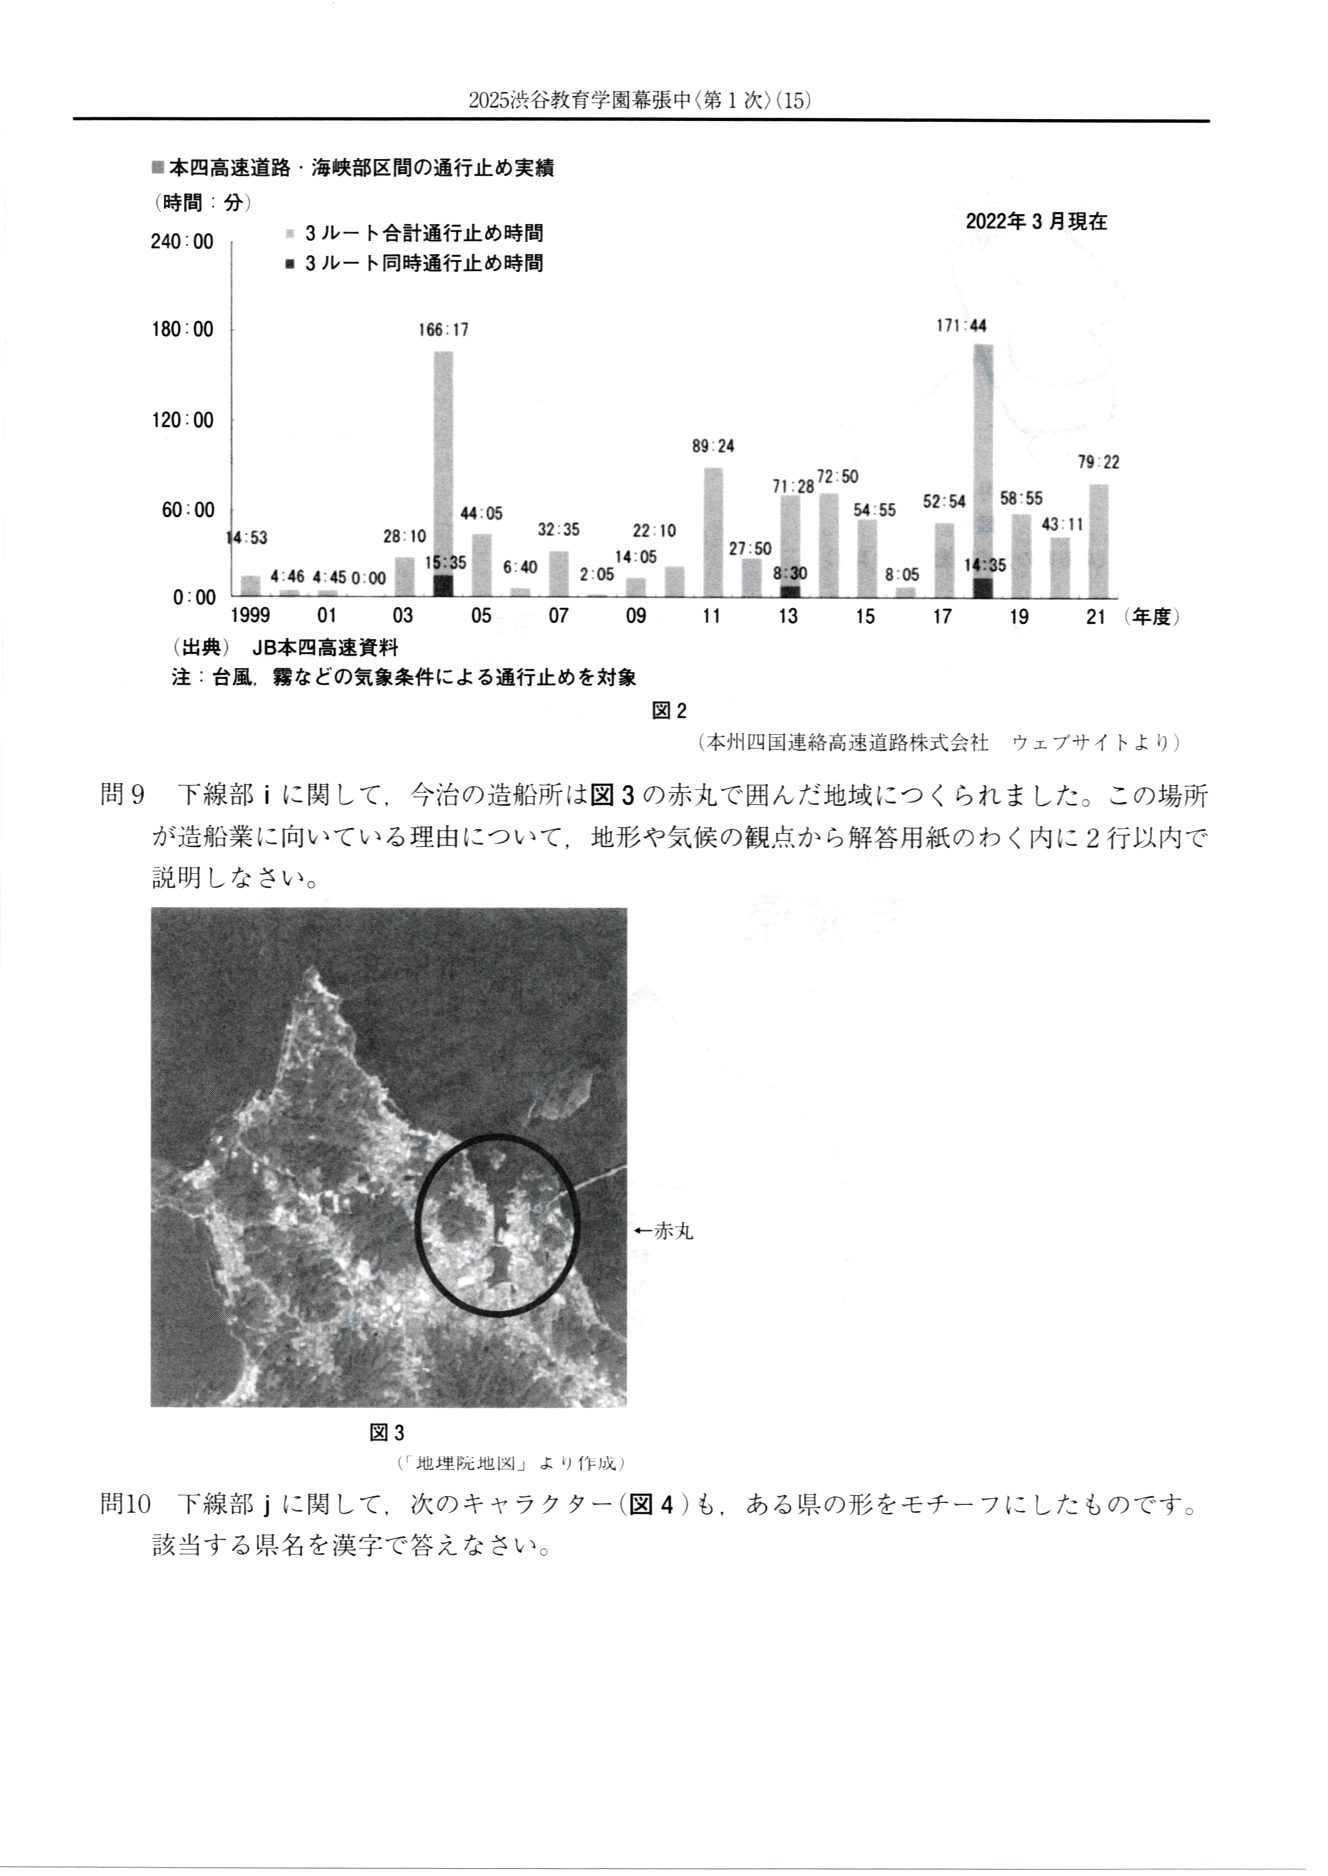 2025渋谷教育学園幕張中〈第1次〉(15)
■本四高速道路・海峡部区間の通行止め実績
（時間：分）
2022年3月現在
■ 3ルート合計通行止め時間
■ 3ルート同時通行止め時間
240:00
180:00
120:00
60:00
0:00
14:53
4:46
4:45
0:00
28:10
166:17
15:35
44:05
6:40
32:35
2:05
14:05
22:10
89:24
27:50
71:28
8:30
72:50
54:55
8:05
52:54
171:44
14:35
58:55
43:11
79:22
1999 01 03 05 07 09 11 13 15 17 19 21（年度）
（出典） JB本四高速資料
注：台風，霧などの気象条件による通行止めを対象
図2
（本州四国連絡高速道路株式会社　ウェブサイトより）
問9　下線部iに関して，今治の造船所は図3の赤丸で囲んだ地域につくられました。この場所
が造船業に向いている理由について，地形や気候の観点から解答用紙のわく内に2行以内で
説明しなさい。
←赤丸
図3
（「地理院地図」より作成）
問10　下線部jに関して，次のキャラクター(図4)も，ある県の形をモチーフにしたものです。
該当する県名を漢字で答えなさい。